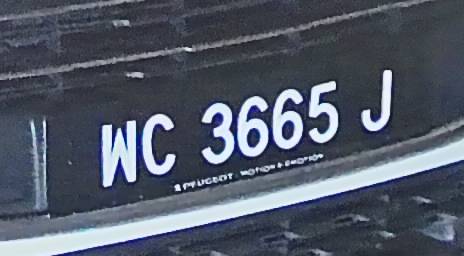 WC 3665 J
PEUGEOT. MOTION & EMOTION